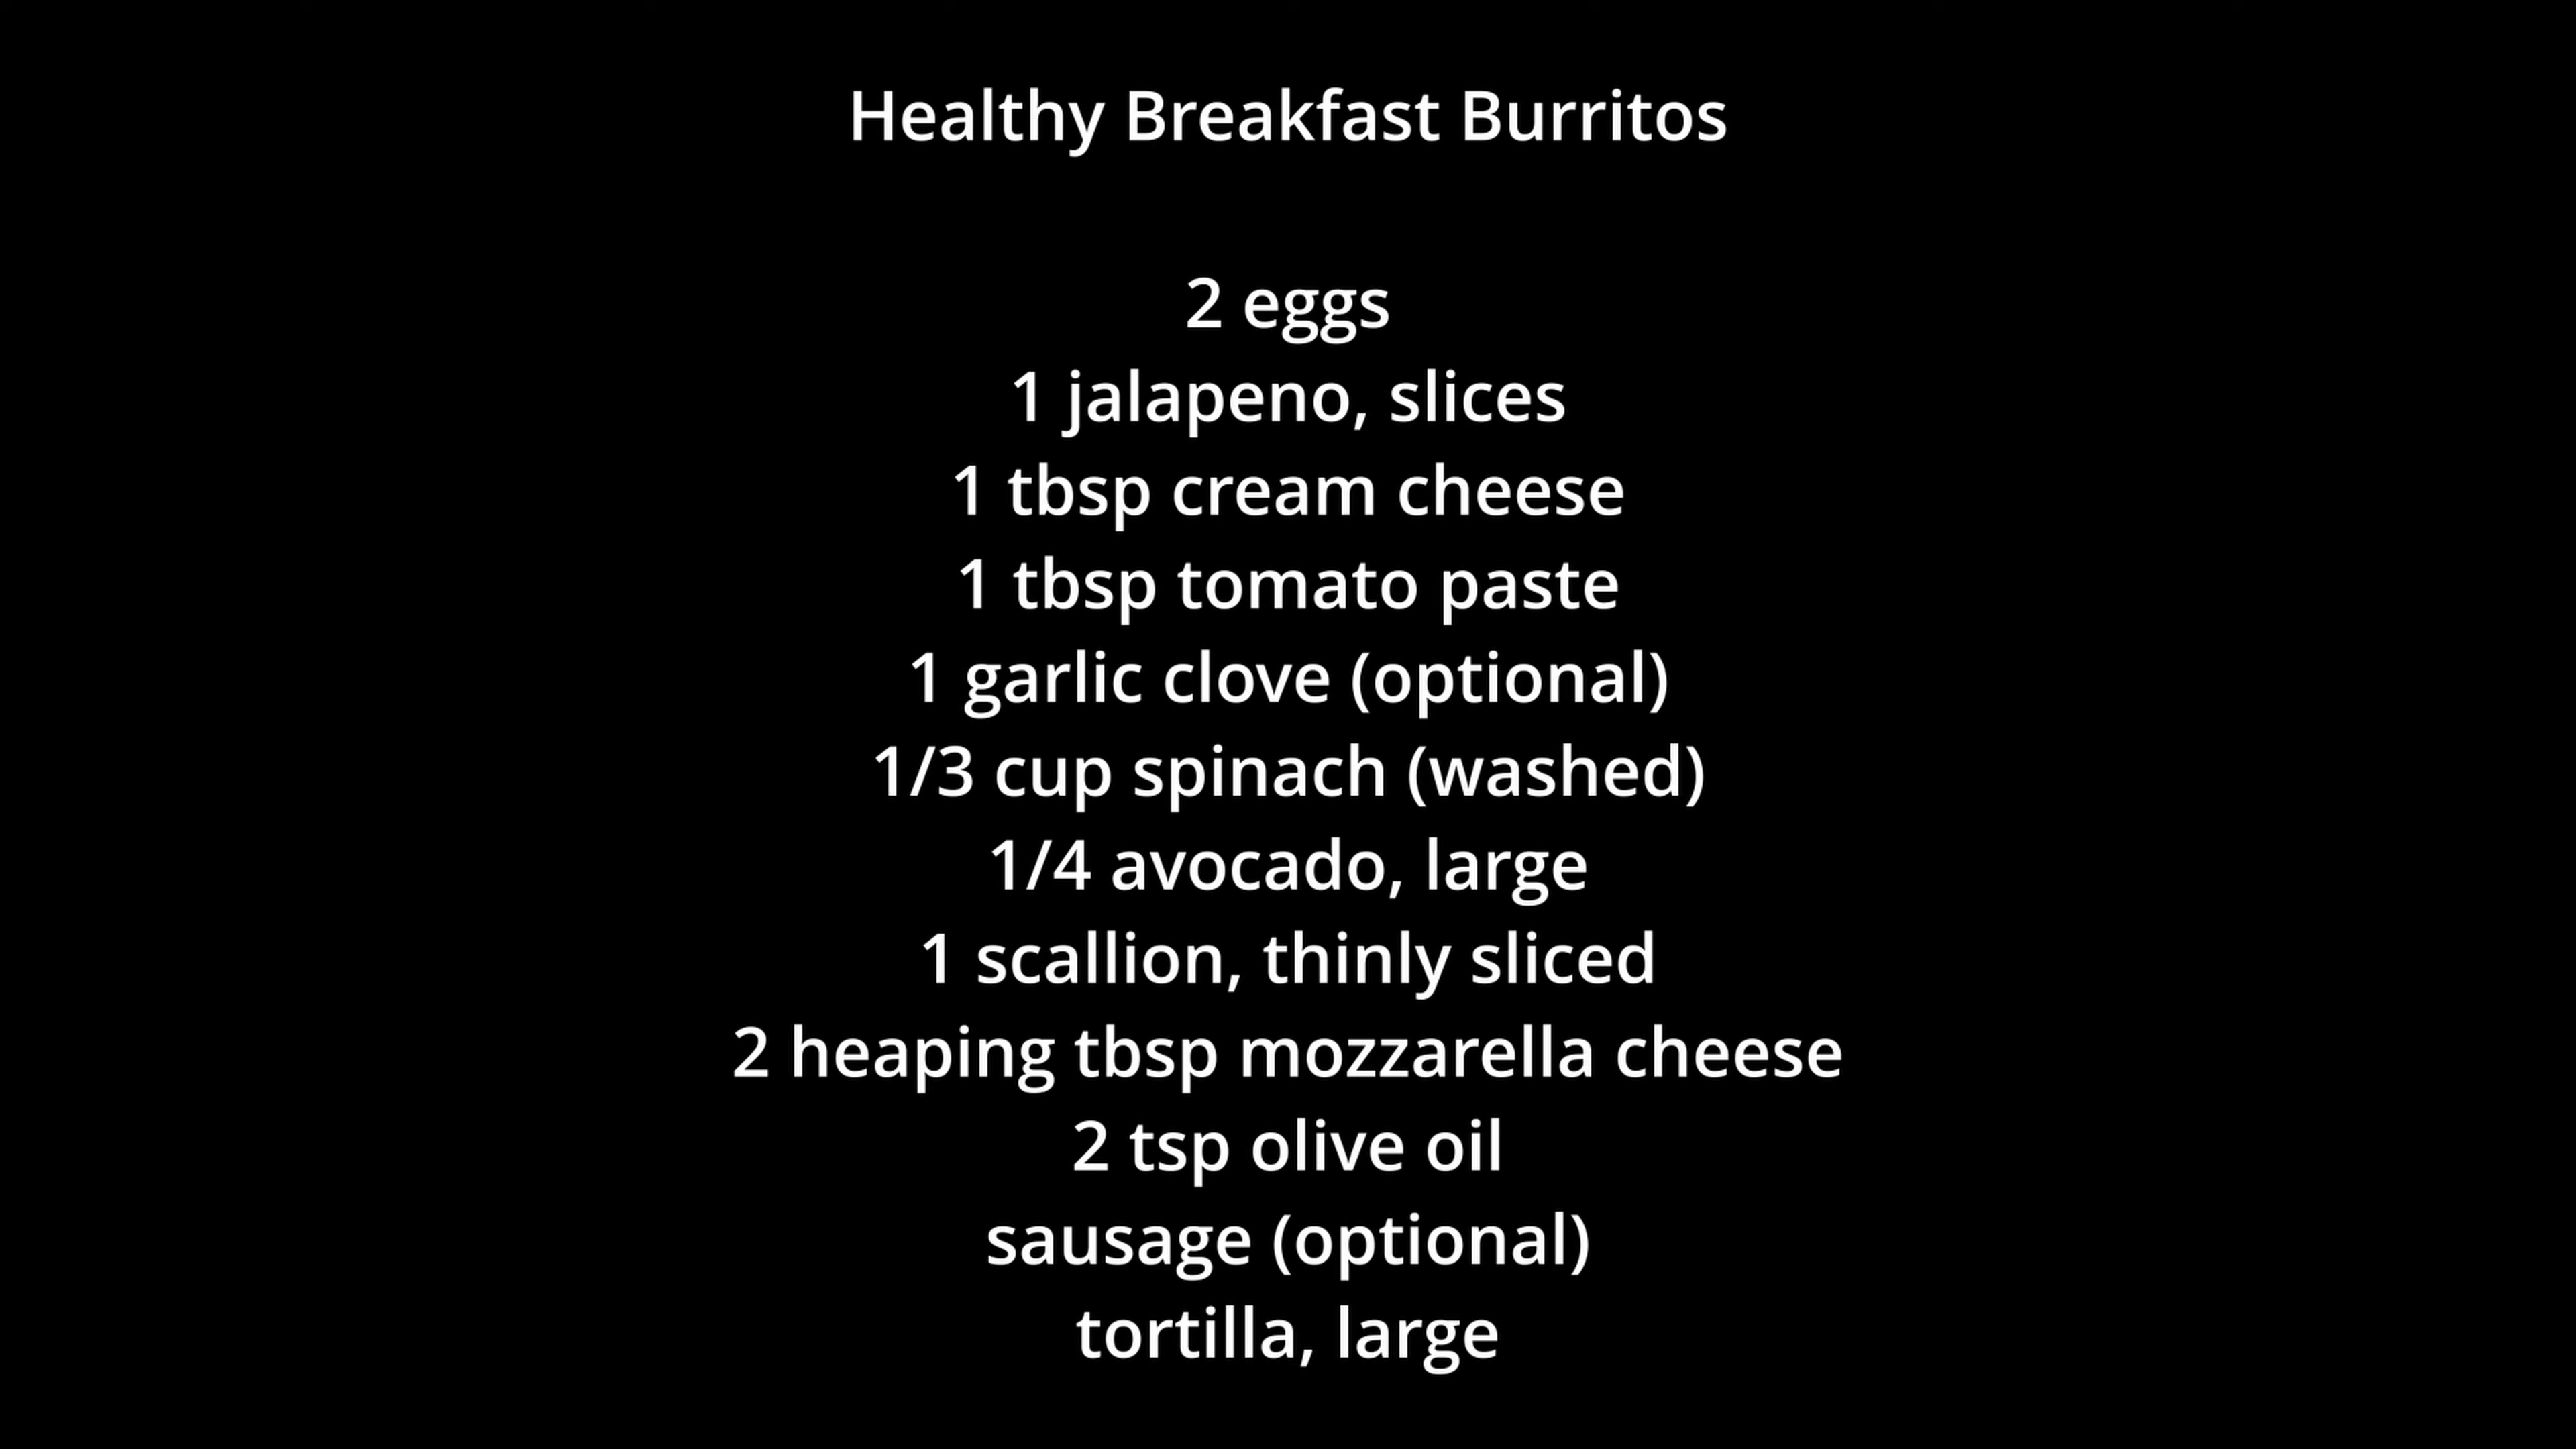 Healthy Breakfast Burritos
2 eggs
1 jalapeno, slices
1 tbsp cream cheese
1 tbsp tomato paste
1 garlic clove (optional)
1/3 cup spinach (washed)
1/4 avocado, large
1 scallion, thinly sliced
2 heaping tbsp mozzarella cheese
2 tsp olive oil
sausage (optional)
tortilla, large